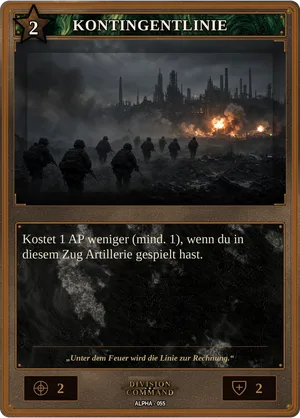 2
KONTINGENTLINIE
Kostet 1 AP weniger (mind. 1), wenn du in
diesem Zug Artillerie gespielt hast.
„Unter dem Feuer wird die Linie zur Rechnung.“
2
DIVISION
COMMAND
ALPHA · 055
2